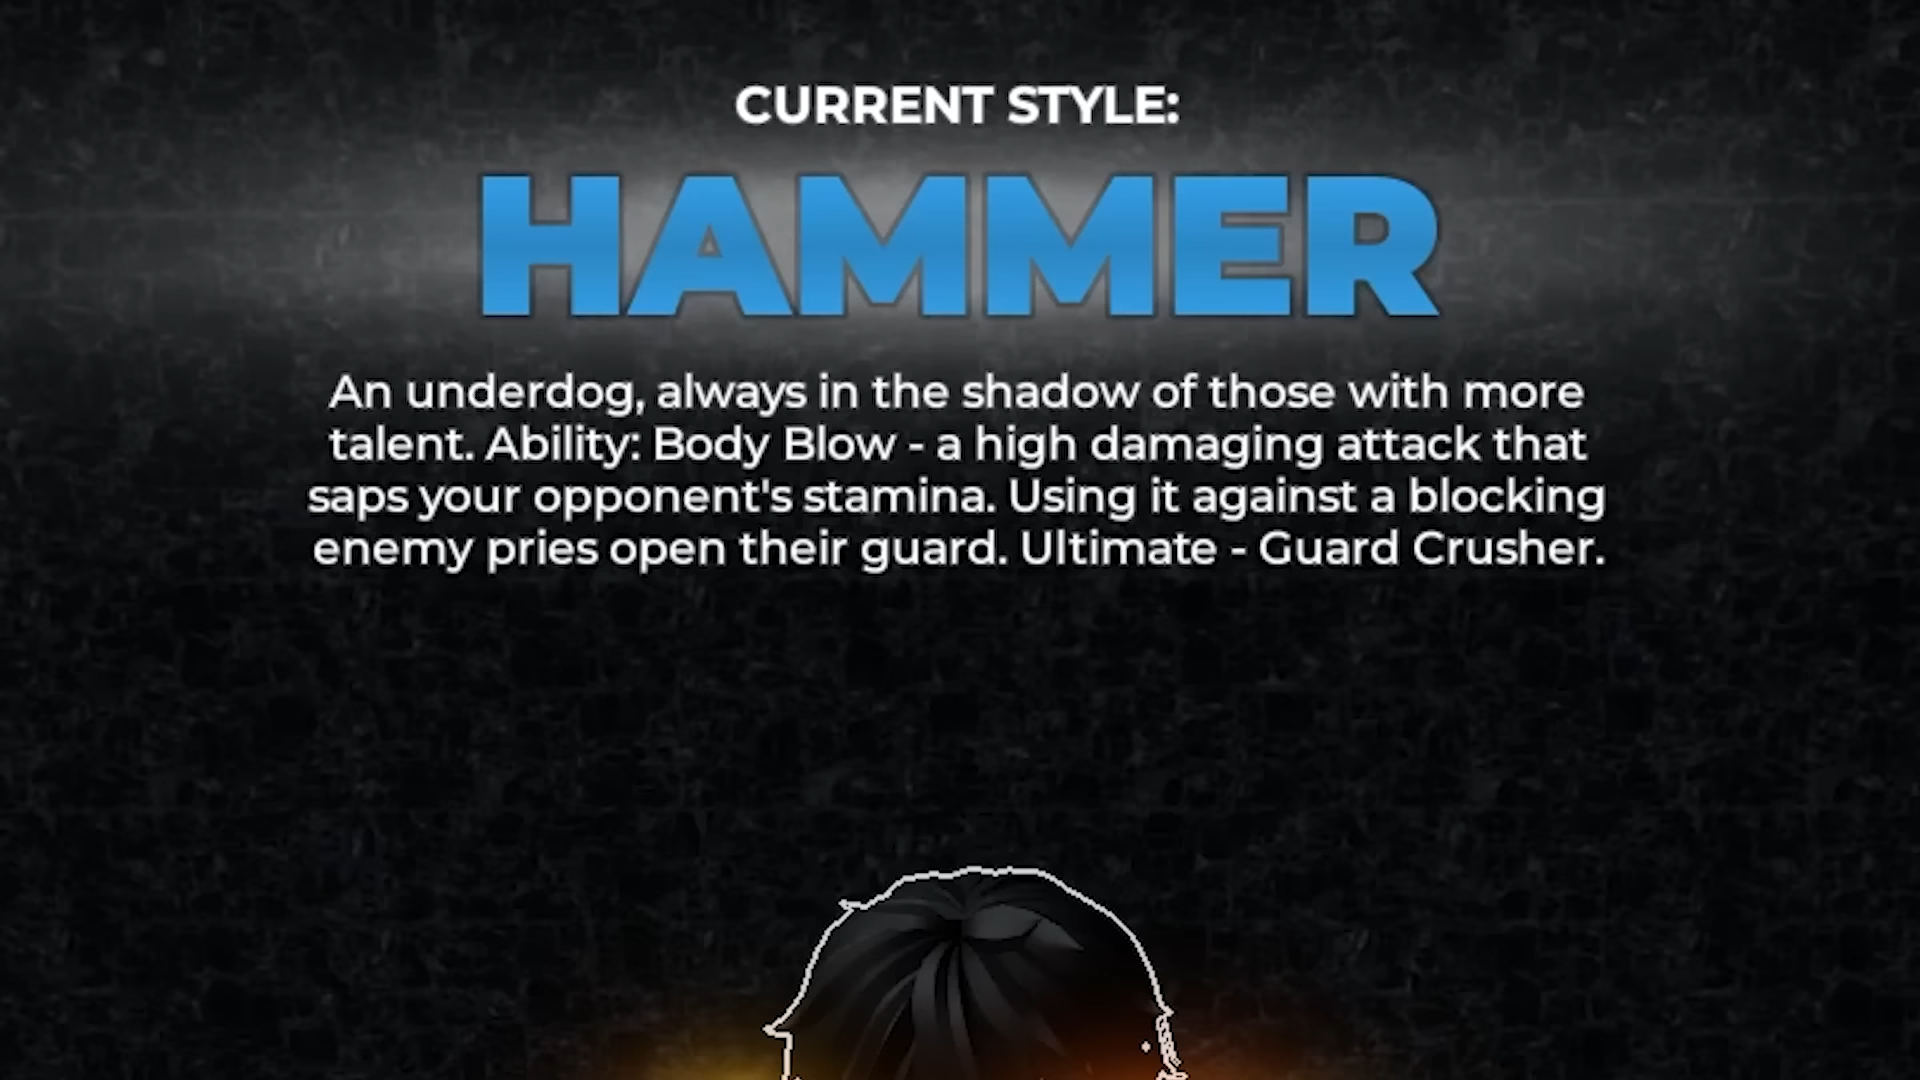 CURRENT STYLE:
HAMMER
An underdog, always in the shadow of those with more
talent. Ability: Body Blow - a high damaging attack that
saps your opponent's stamina. Using it against a blocking
enemy pries open their guard. Ultimate - Guard Crusher.